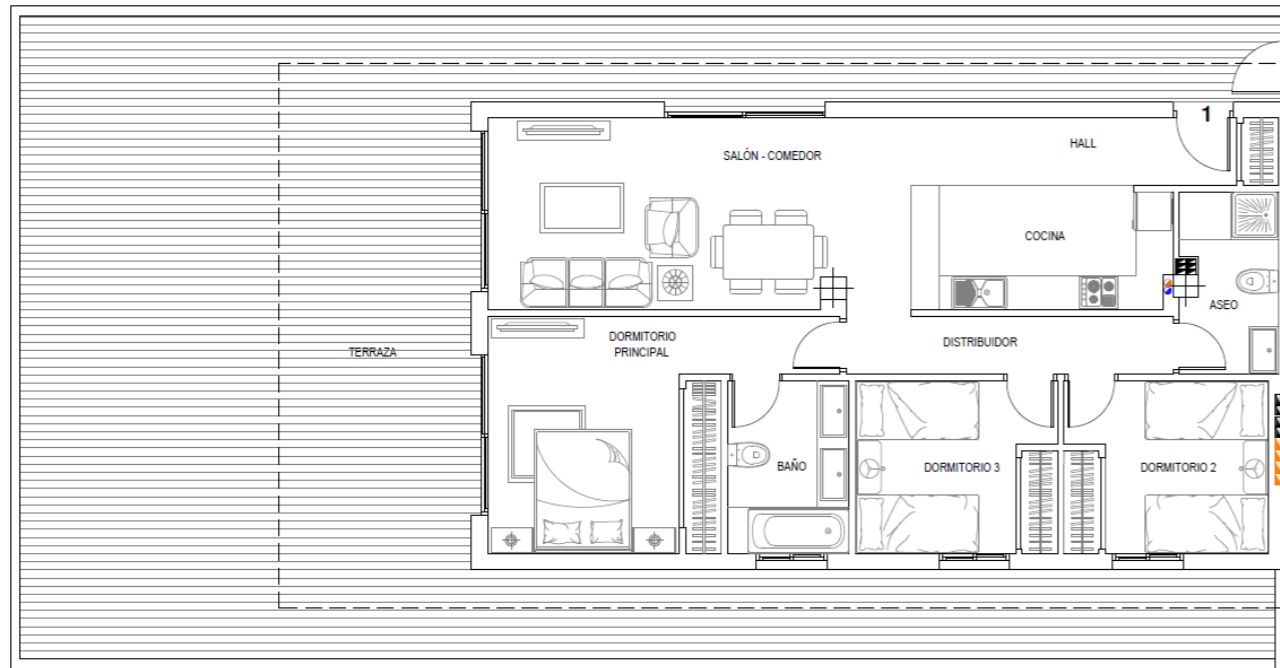 1
HALL
SALÓN - COMEDOR
COCINA
ASEO
DORMITORIO
PRINCIPAL
DISTRIBUIDOR
TERRAZA
BAÑO
DORMITORIO 3
DORMITORIO 2